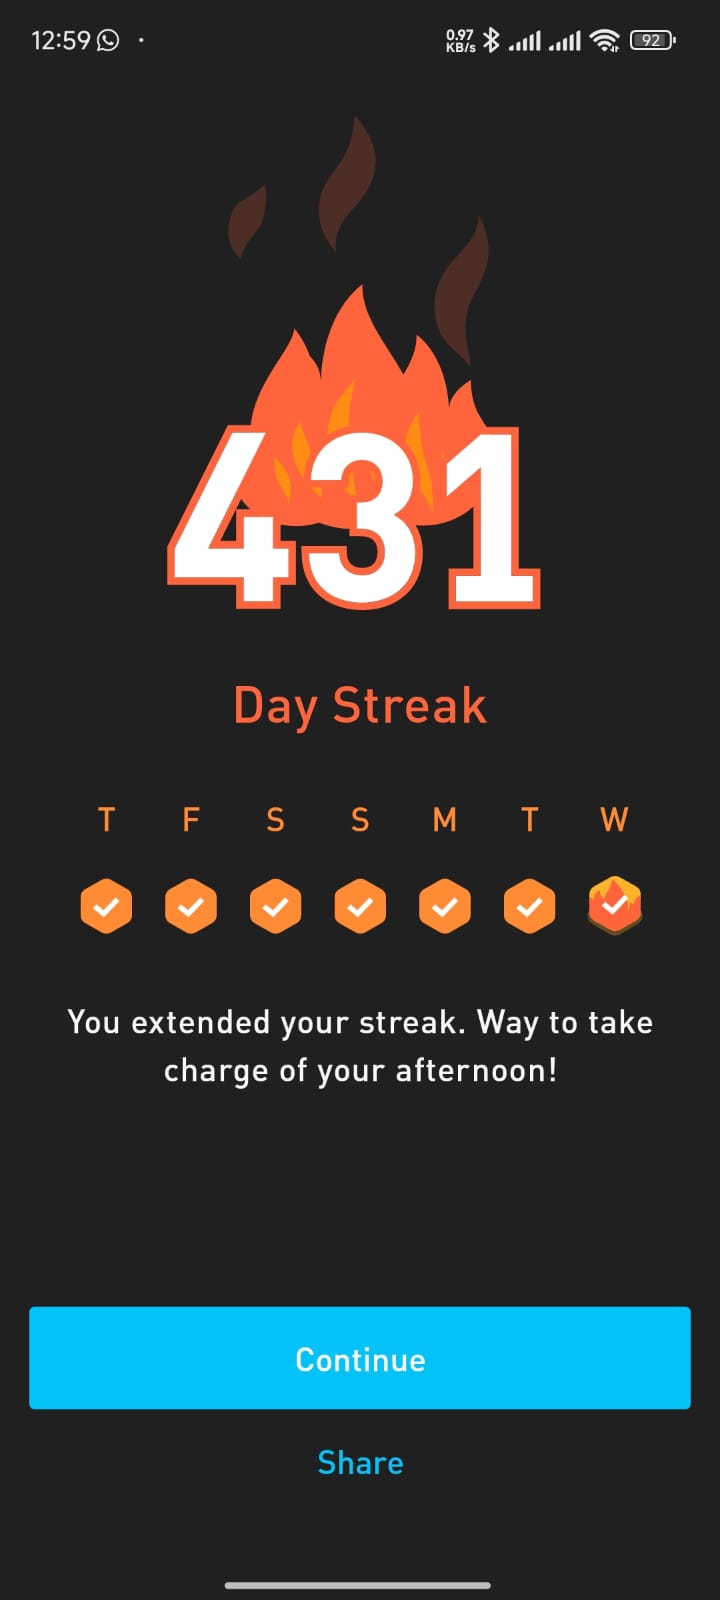 12:59
0.97
KB/s
92
431
Day Streak
T F S S M T W
You extended your streak. Way to take
charge of your afternoon!
Continue
Share